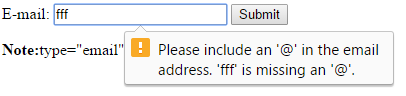 E-mail: fff Submit
Note:type="email"
Please include an '@' in the email
address. 'fff' is missing an '@'.